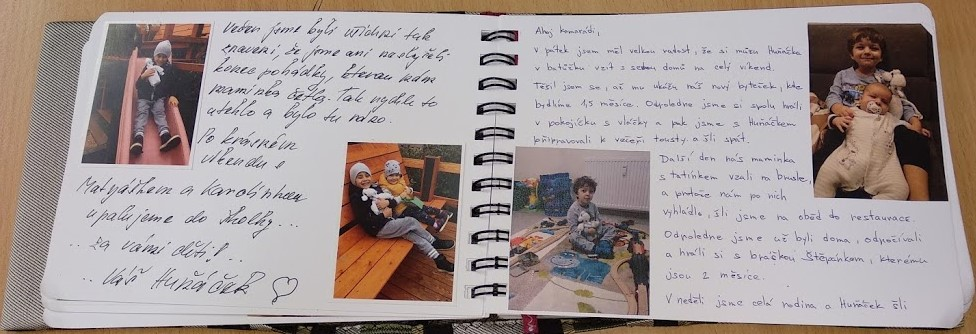 Večer jsme byli všichni tak
znaveni, že jsme ani neslyšeli
konec pohádky, kterou nám
maminka četla. Tak rychle to
uteklo a bylo tu ráno.
Po krásném
víkendu s
Matyáškem a Karolínkou
upalujeme do školky...
.. za vámi děti!..
.. Váš Huňáček
Ahoj kamarádi,
v pátek jsem měl velkou radost, že si můžu Huňáčka
v batůžku vzít z sebou domů na celý víkend.
Těšil jsem se, až mu ukážu náš nový byteček, kde
bydlíme 1,5 měsíce. Odpoledne jsme si spolu hráli
v pokojíčku s vláčky a pak jsme s Huňáčkem
připravovali k večeři tousty a šli spát.
Další den nás maminka
s tatínkem vzali na brusle,
a protože nám po nich
vyhládlo, šli jsme na oběd do restaurace.
Odpoledne jsme už byli doma, odpočívali
a hráli si s bráškou Štěpánkem, kterému
jsou 2 měsíce.
V neděli jsme celá rodina a Huňáček šli